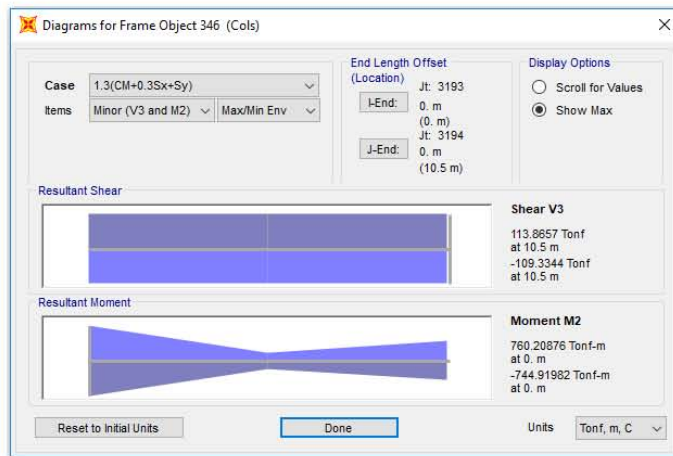 Diagrams for Frame Object 346 (Cols)
Case
1.3(CM+0.3Sx+Sy)
Items
Minor (V3 and M2)
Max/Min Env
End Length Offset
(Location)
I-End:
Jt: 3193
0. m
(0. m)
J-End:
Jt: 3194
0. m
(10.5 m)
Display Options
Scroll for Values
Show Max
Resultant Shear
Shear V3
113.8657 Tonf
at 10.5 m
-109.3344 Tonf
at 10.5 m
Resultant Moment
Moment M2
760.20876 Tonf-m
at 0. m
-744.91982 Tonf-m
at 0. m
Reset to Initial Units
Done
Units
Tonf, m, C